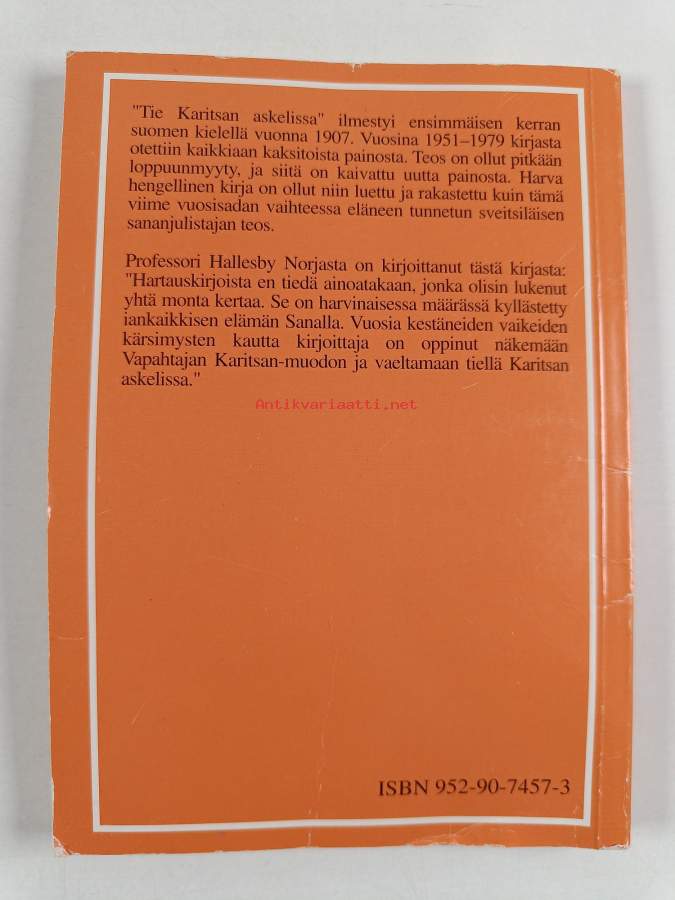 "Tie Karitsan askelissa" ilmestyi ensimmäisen kerran
suomen kielellä vuonna 1907. Vuosina 1951–1979 kirjasta
otettiin kaikkiaan kaksitoista painosta. Teos on ollut pitkään
loppuunmyyty, ja siitä on kaivattu uutta painosta. Harva
hengellinen kirja on ollut niin luettu ja rakastettu kuin tämä
viime vuosisadan vaihteessa eläneen tunnetun sveitsiläisen
sananjulistajan teos.
Professori Hallesby Norjasta on kirjoittanut tästä kirjasta:
"Hartauskirjoista en tiedä ainoatakaan, jonka olisin lukenut
yhtä monta kertaa. Se on harvinaisessa määrässä kyllästetty
iankaikkisen elämän Sanalla. Vuosia kestäneiden vaikeiden
kärsimysten kautta kirjoittaja on oppinut näkemään
Vapahtajan Karitsan-muodon ja vaeltamaan tiellä Karitsan
askelissa."
Antikvariaatti.net
ISBN 952-90-7457-3